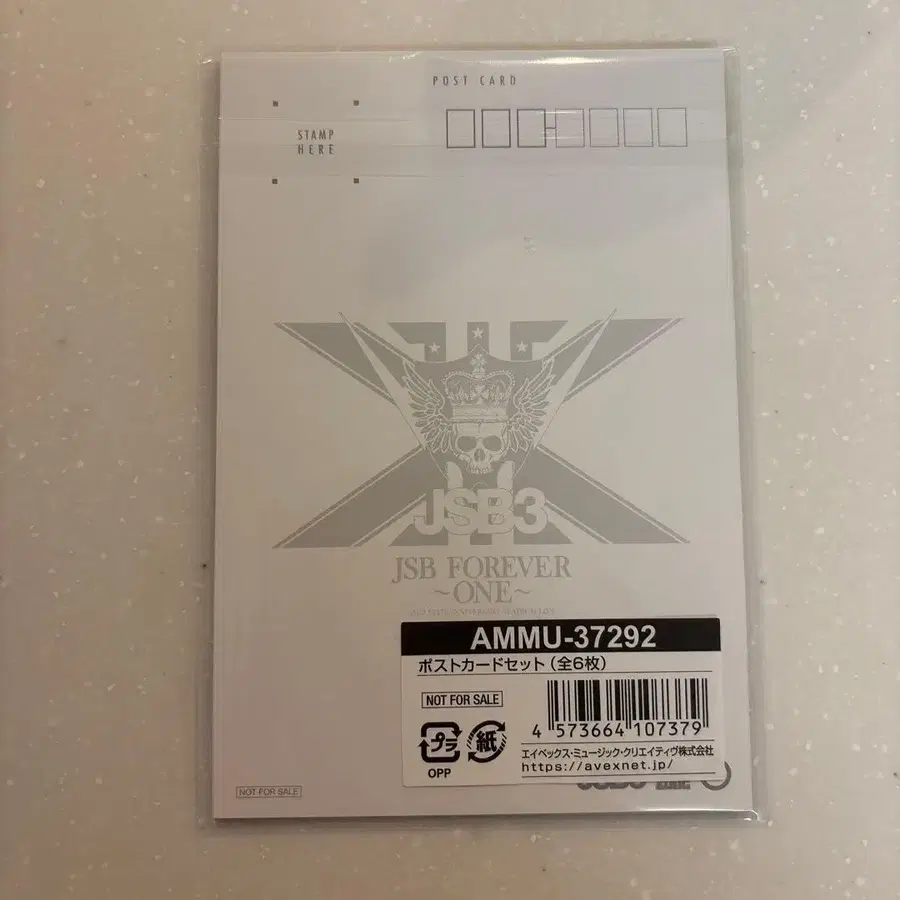 POST CARD
STAMP
HERE
JSB3
JSB FOREVER
~ONE~
AMMU-37292
ポストカードセット(全6枚)
NOT FOR SALE
4 573664 107379
プラ
紙
OPP
エイベックス・ミュージック・クリエイティヴ株式会社
https://avexnet.jp/
NOT FOR SALE